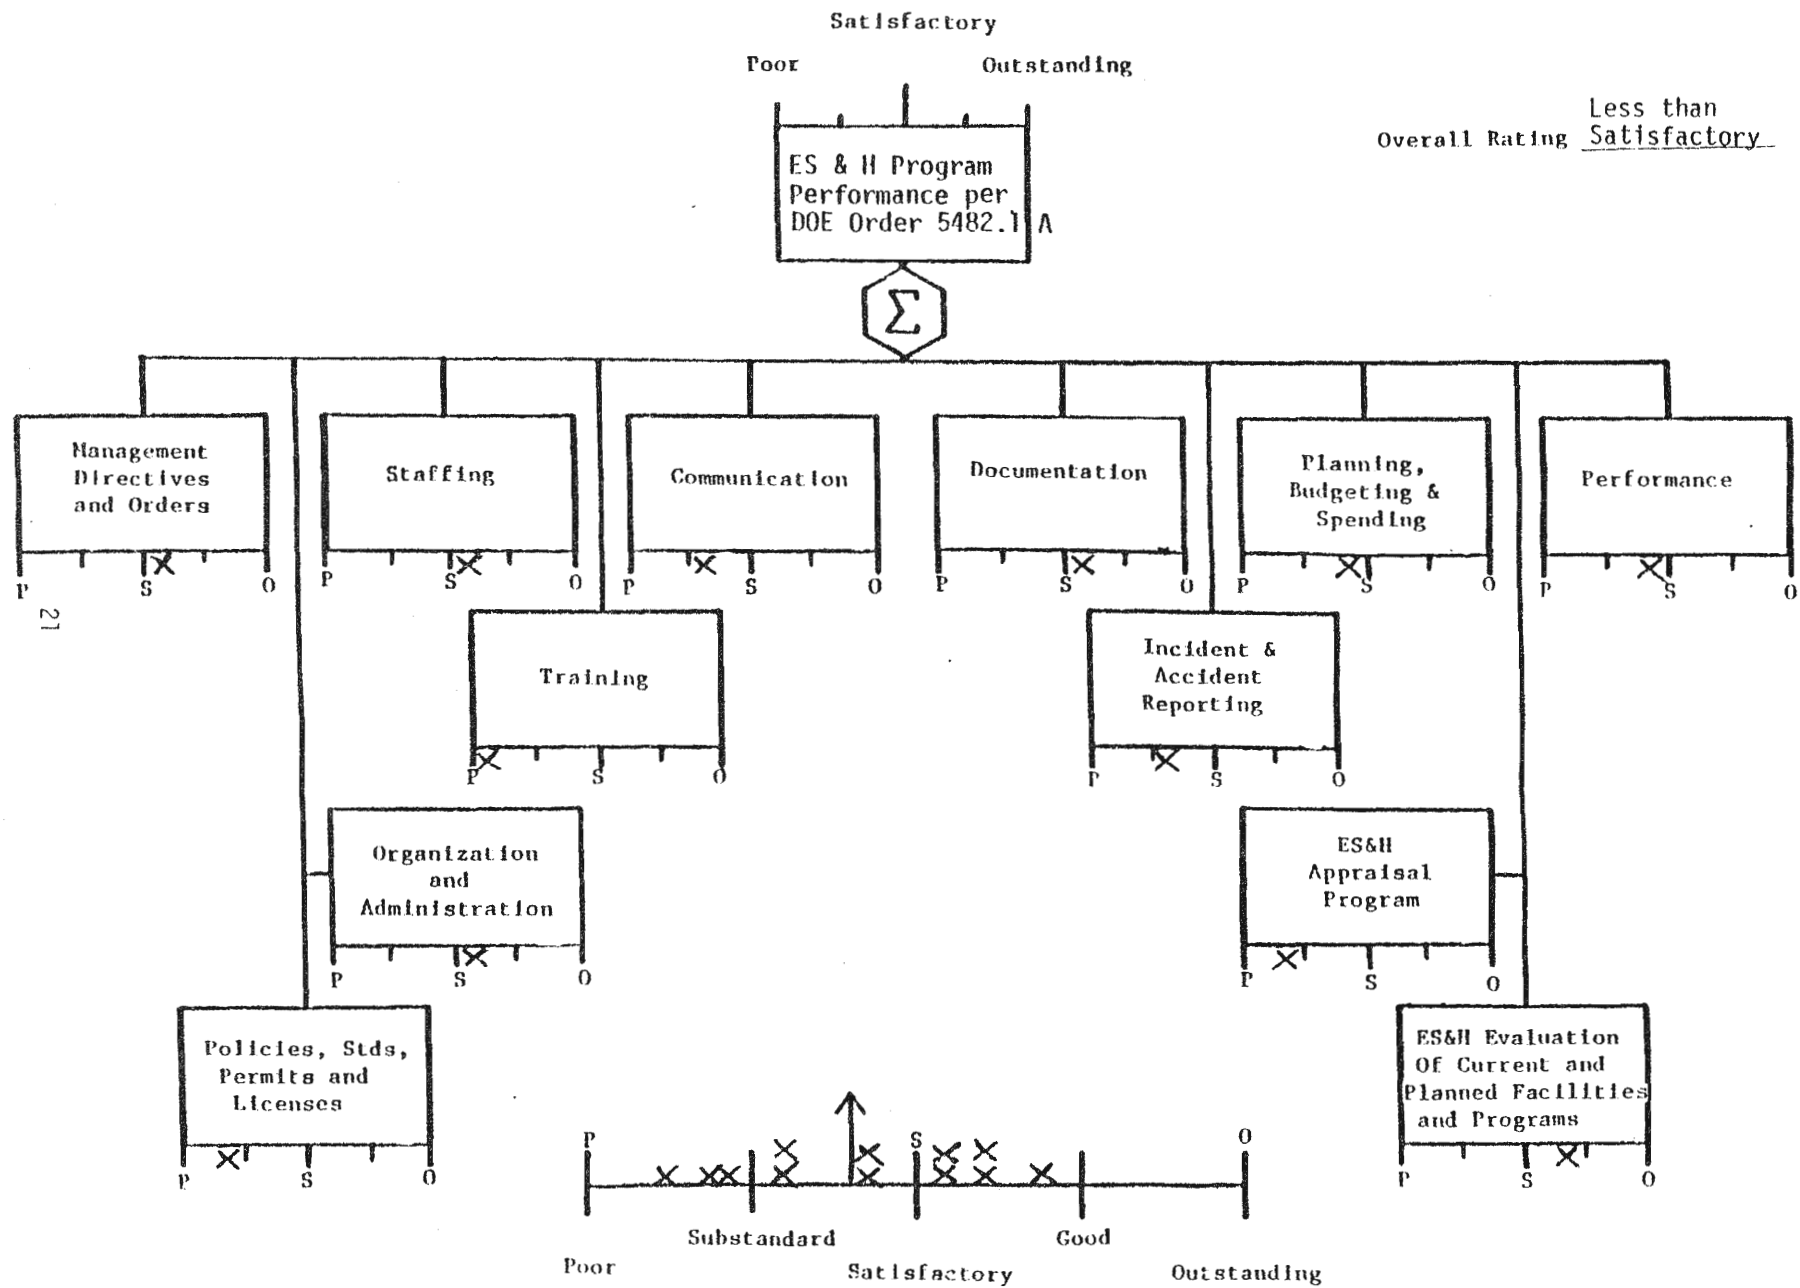 Satisfactory
Poor
Outstanding
Less than
Overall Rating Satisfactory
ES & H Program
Performance per
DOE Order 5482.1 A
Σ
Management
Directives
and Orders
P S O
Staffing
P S O
Communication
P S O
Documentation
P S O
Planning,
Budgeting &
Spending
P S O
Performance
P S O
21
Training
P S O
Incident &
Accident
Reporting
P S O
Organization
and
Administration
P S O
ES&H
Appraisal
Program
P S O
Policies, Stds,
Permits and
Licenses
P S O
ES&H Evaluation
Of Current and
Planned Facilities
and Programs
P S O
P S O
Substandard
Good
Poor
Satisfactory
Outstanding